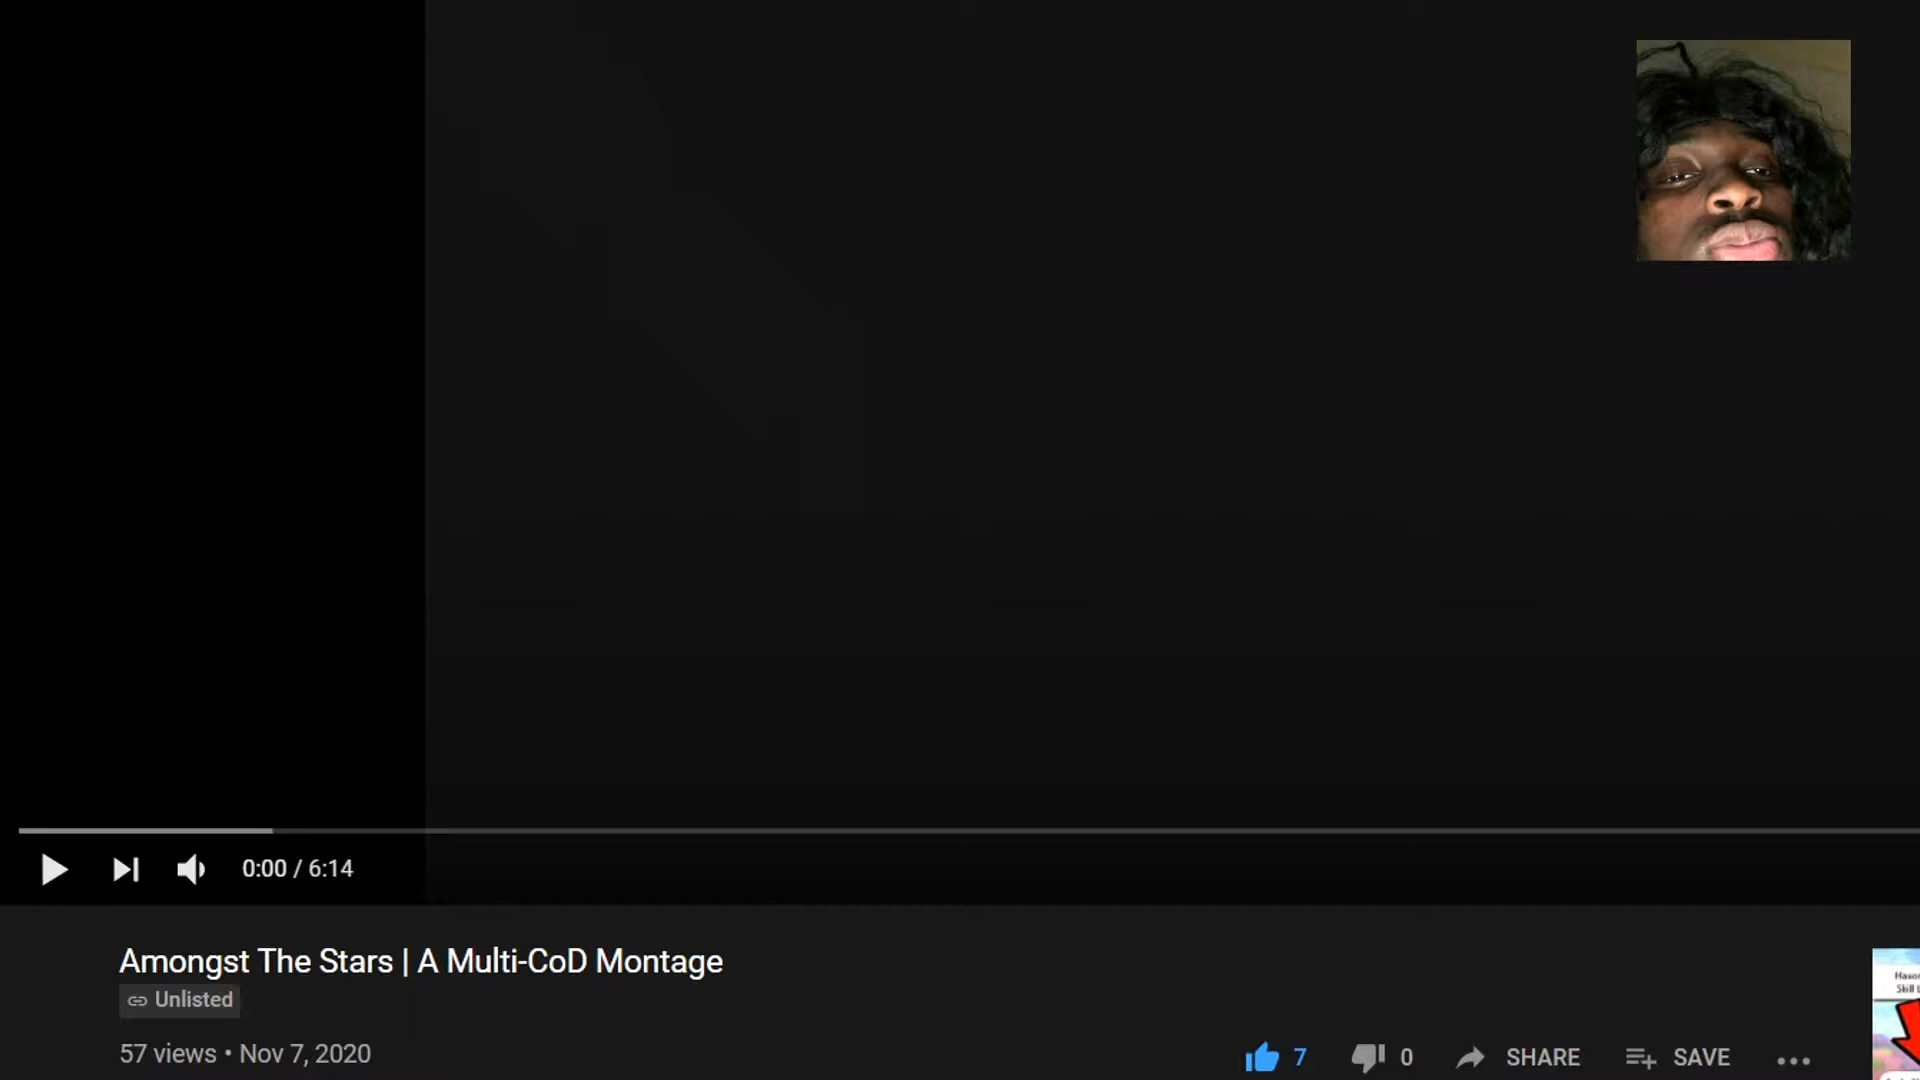 0:00 / 6:14
Amongst The Stars | A Multi-CoD Montage
Unlisted
57 views • Nov 7, 2020
7
0
SHARE
SAVE
Skill